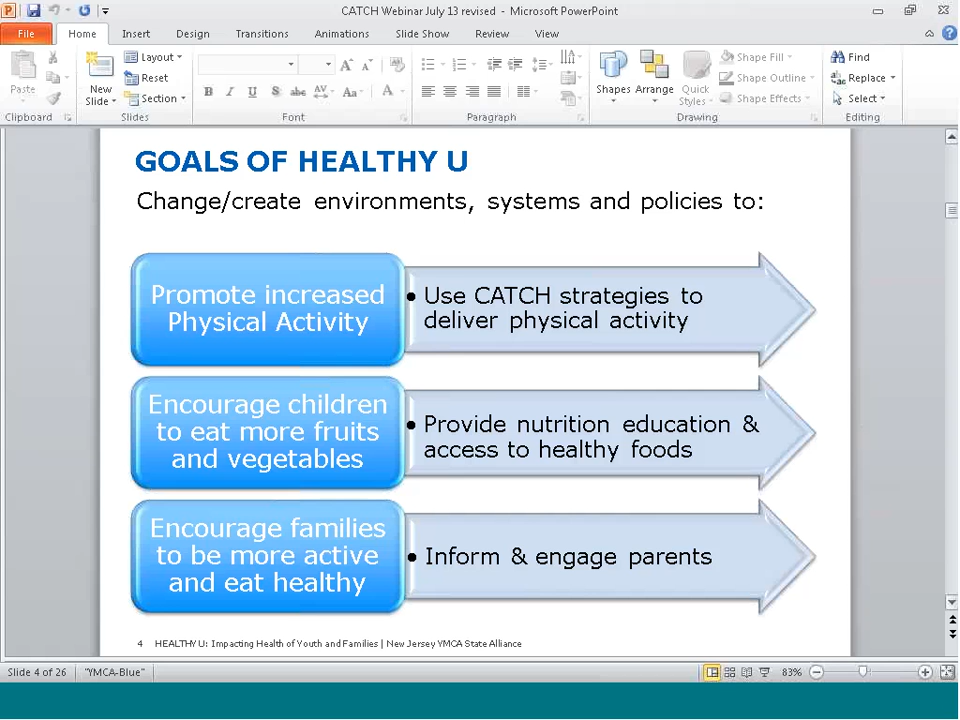 CATCH Webinar July 13 revised - Microsoft PowerPoint
File Home Insert Design Transitions Animations Slide Show Review View
Paste
Clipboard
New Slide
Layout
Reset
Section
Slides
B I U S abc AV Aa A
Font
Paragraph
Shapes
Arrange
Quick Styles
Shape Fill
Shape Outline
Shape Effects
Drawing
Find
Replace
Select
Editing
GOALS OF HEALTHY U
Change/create environments, systems and policies to:
Promote increased
Physical Activity
• Use CATCH strategies to
deliver physical activity
Encourage children
to eat more fruits
and vegetables
• Provide nutrition education &
access to healthy foods
Encourage families
to be more active
and eat healthy
• Inform & engage parents
4 HEALTHY U: Impacting Health of Youth and Families | New Jersey YMCA State Alliance
Slide 4 of 26 "YMCA-Blue" 83%